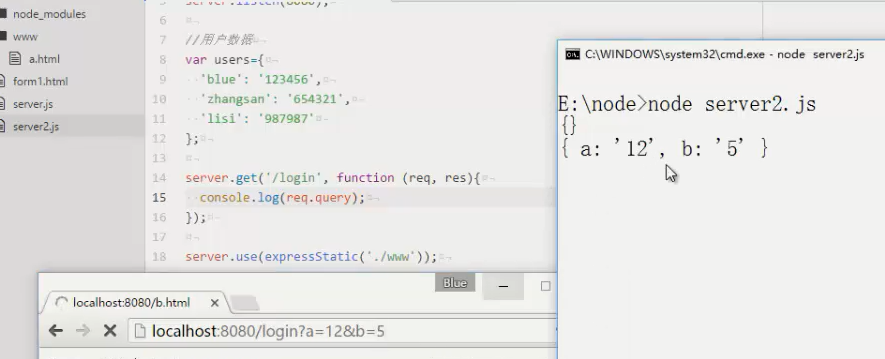 node_modules
www
a.html
form1.html
server.js
server2.js
5 server.listen(8080);
6
7 //用户数据
8 var users={
9 'blue': '123456',
10 'zhangsan': '654321',
11 'lisi': '987987'
12 };
13
14 server.get('/login', function (req, res){
15 console.log(req.query);
16 });
17
18 server.use(expressStatic('./www'));
C:\WINDOWS\system32\cmd.exe - node server2.js
E:\node>node server2.js
{}
{ a: '12', b: '5' }
Blue
localhost:8080/b.html
localhost:8080/login?a=12&b=5